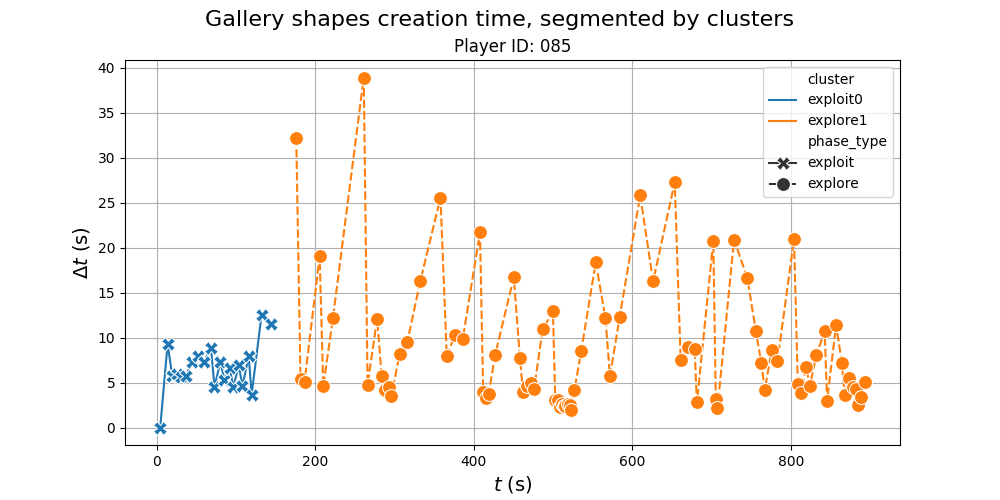 Gallery shapes creation time, segmented by clusters
Player ID: 085
40
35
30
25
20
15
10
5
0
Δt (s)
0
200
400
600
800
t (s)
cluster
exploit0
explore1
phase_type
exploit
explore